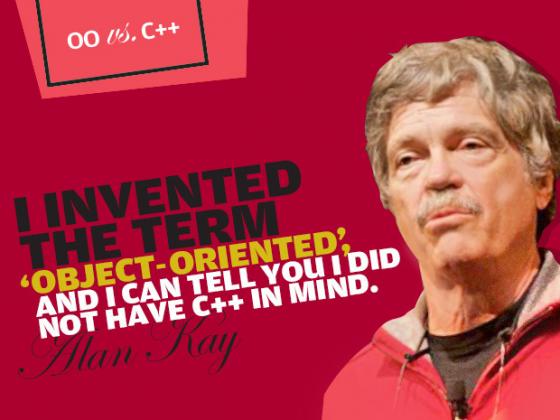 OO vs. C++
I INVENTED
THE TERM
‘OBJECT-ORIENTED’,
AND I CAN TELL YOU I DID
NOT HAVE C++ IN MIND.
Alan Kay